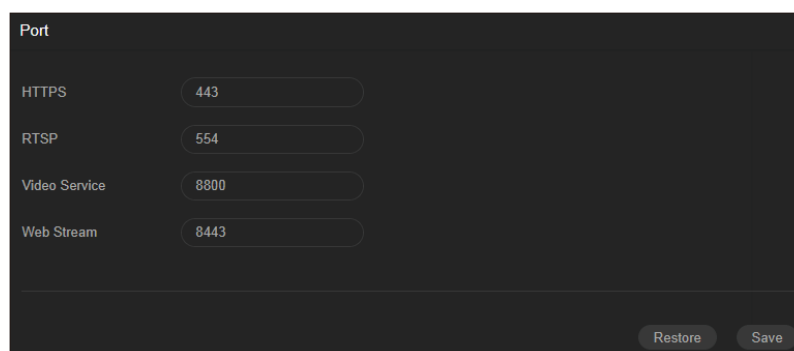 Port
HTTPS 443
RTSP 554
Video Service 8800
Web Stream 8443
Restore Save